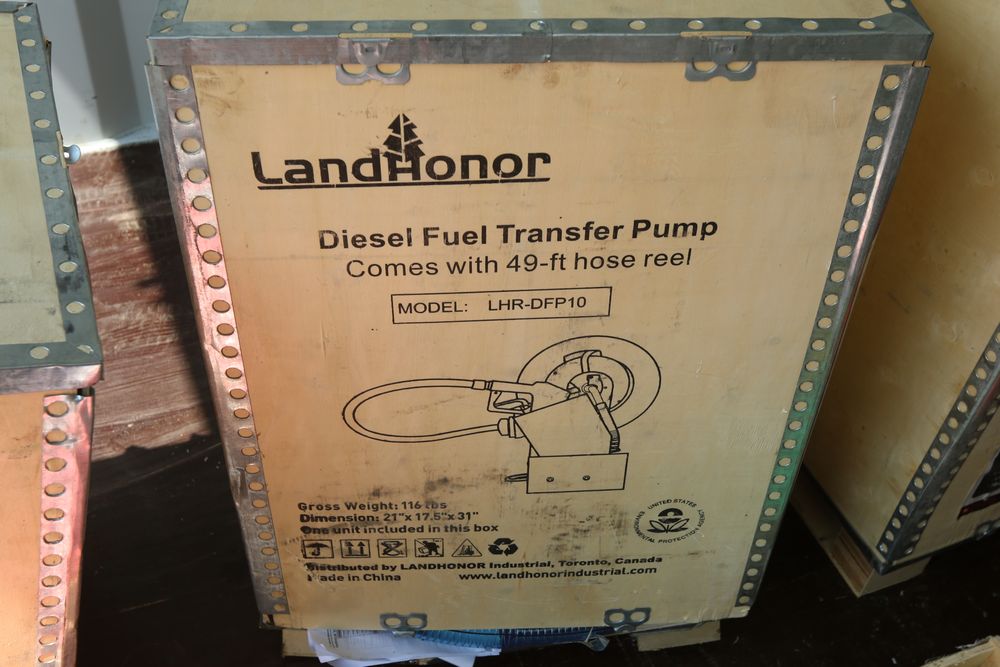 LandHonor
Diesel Fuel Transfer Pump
Comes with 49-ft hose reel
MODEL: LHR-DFP10
Gross Weight: 116 lbs
Dimension: 21"x 17.5"x 31"
One unit included in this box
UNITED STATES
Distributed by LANDHONOR Industrial, Toronto, Canada
Made in China www.landhonorindustrial.com